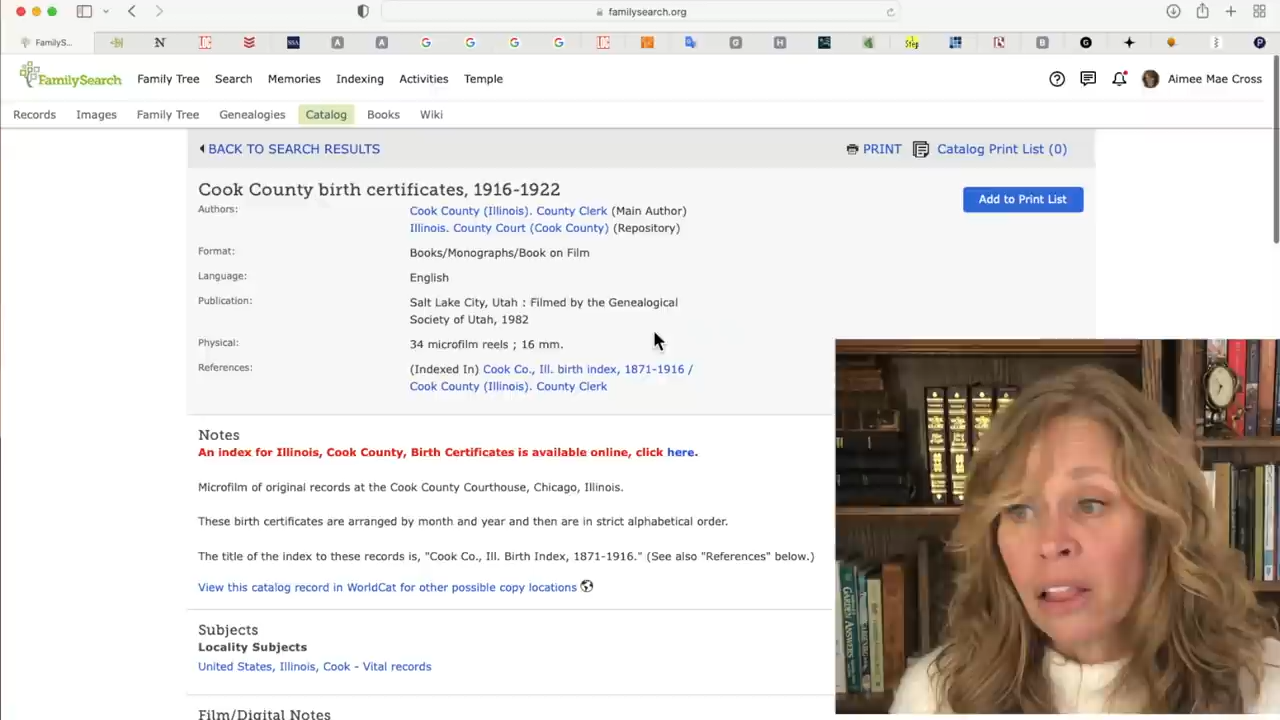 familysearch.org
FamilyS...
FamilySearch
Family Tree Search Memories Indexing Activities Temple
Aimee Mae Cross
Records Images Family Tree Genealogies Catalog Books Wiki
BACK TO SEARCH RESULTS
PRINT Catalog Print List (0)
Cook County birth certificates, 1916-1922
Add to Print List
Authors: Cook County (Illinois). County Clerk (Main Author)
Illinois. County Court (Cook County) (Repository)
Format: Books/Monographs/Book on Film
Language: English
Publication: Salt Lake City, Utah : Filmed by the Genealogical
Society of Utah, 1982
Physical: 34 microfilm reels ; 16 mm.
References: (Indexed In) Cook Co., Ill. birth index, 1871-1916 /
Cook County (Illinois). County Clerk
Notes
An index for Illinois, Cook County, Birth Certificates is available online, click here.
Microfilm of original records at the Cook County Courthouse, Chicago, Illinois.
These birth certificates are arranged by month and year and then are in strict alphabetical order.
The title of the index to these records is, "Cook Co., Ill. Birth Index, 1871-1916." (See also "References" below.)
View this catalog record in WorldCat for other possible copy locations
Subjects
Locality Subjects
United States, Illinois, Cook - Vital records
Film/Digital Notes